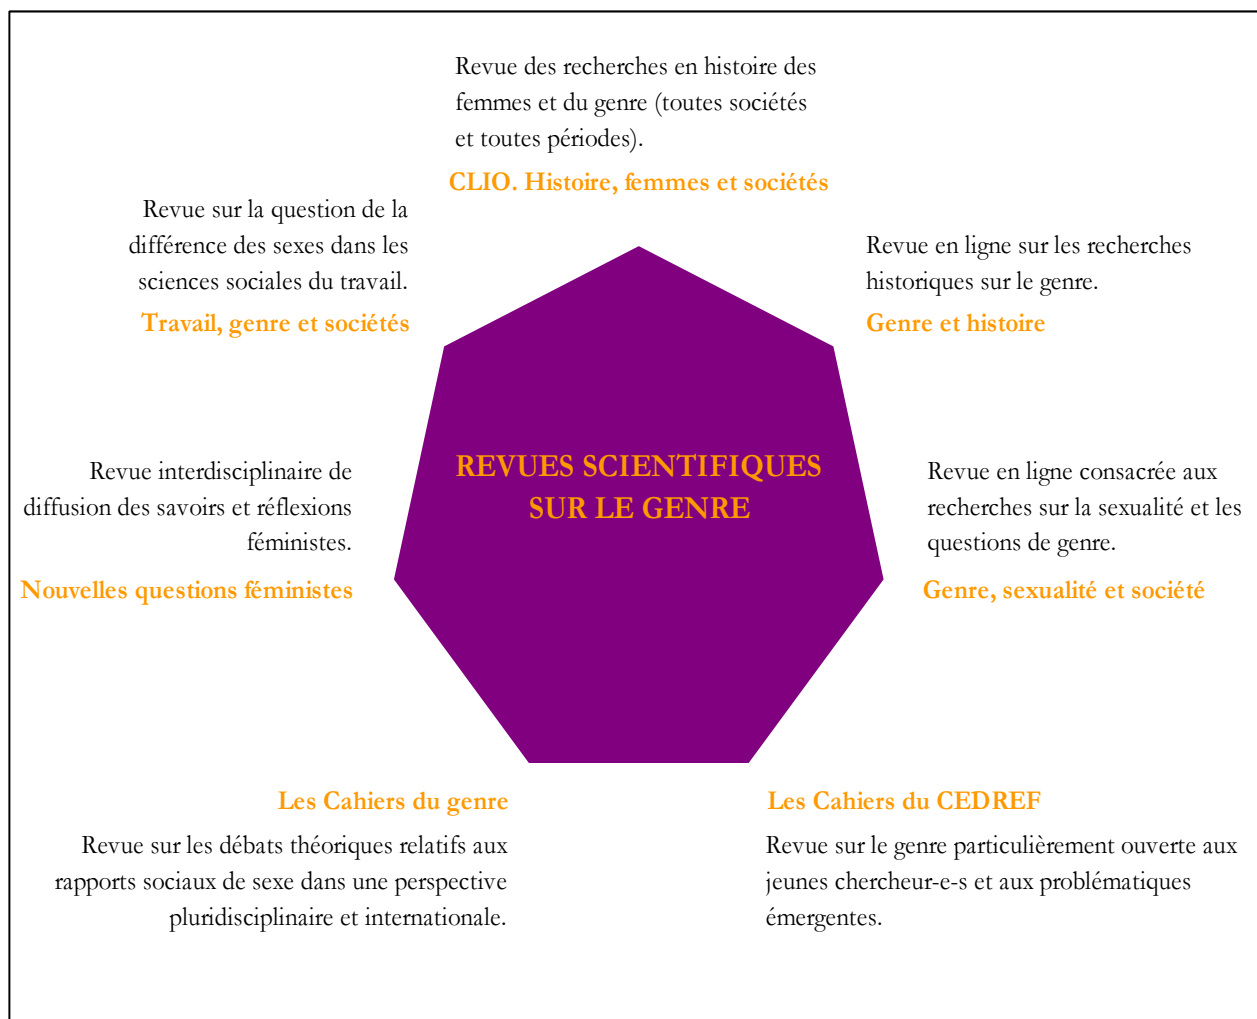 Revue des recherches en histoire des
femmes et du genre (toutes sociétés
et toutes périodes).
CLIO. Histoire, femmes et sociétés
Revue sur la question de la
différence des sexes dans les
sciences sociales du travail.
Travail, genre et sociétés
Revue en ligne sur les recherches
historiques sur le genre.
Genre et histoire
REVUES SCIENTIFIQUES
SUR LE GENRE
Revue interdisciplinaire de
diffusion des savoirs et réflexions
féministes.
Nouvelles questions féministes
Revue en ligne consacrée aux
recherches sur la sexualité et les
questions de genre.
Genre, sexualité et société
Les Cahiers du genre
Revue sur les débats théoriques relatifs aux
rapports sociaux de sexe dans une perspective
pluridisciplinaire et internationale.
Les Cahiers du CEDREF
Revue sur le genre particulièrement ouverte aux
jeunes chercheur-e-s et aux problématiques
émergentes.